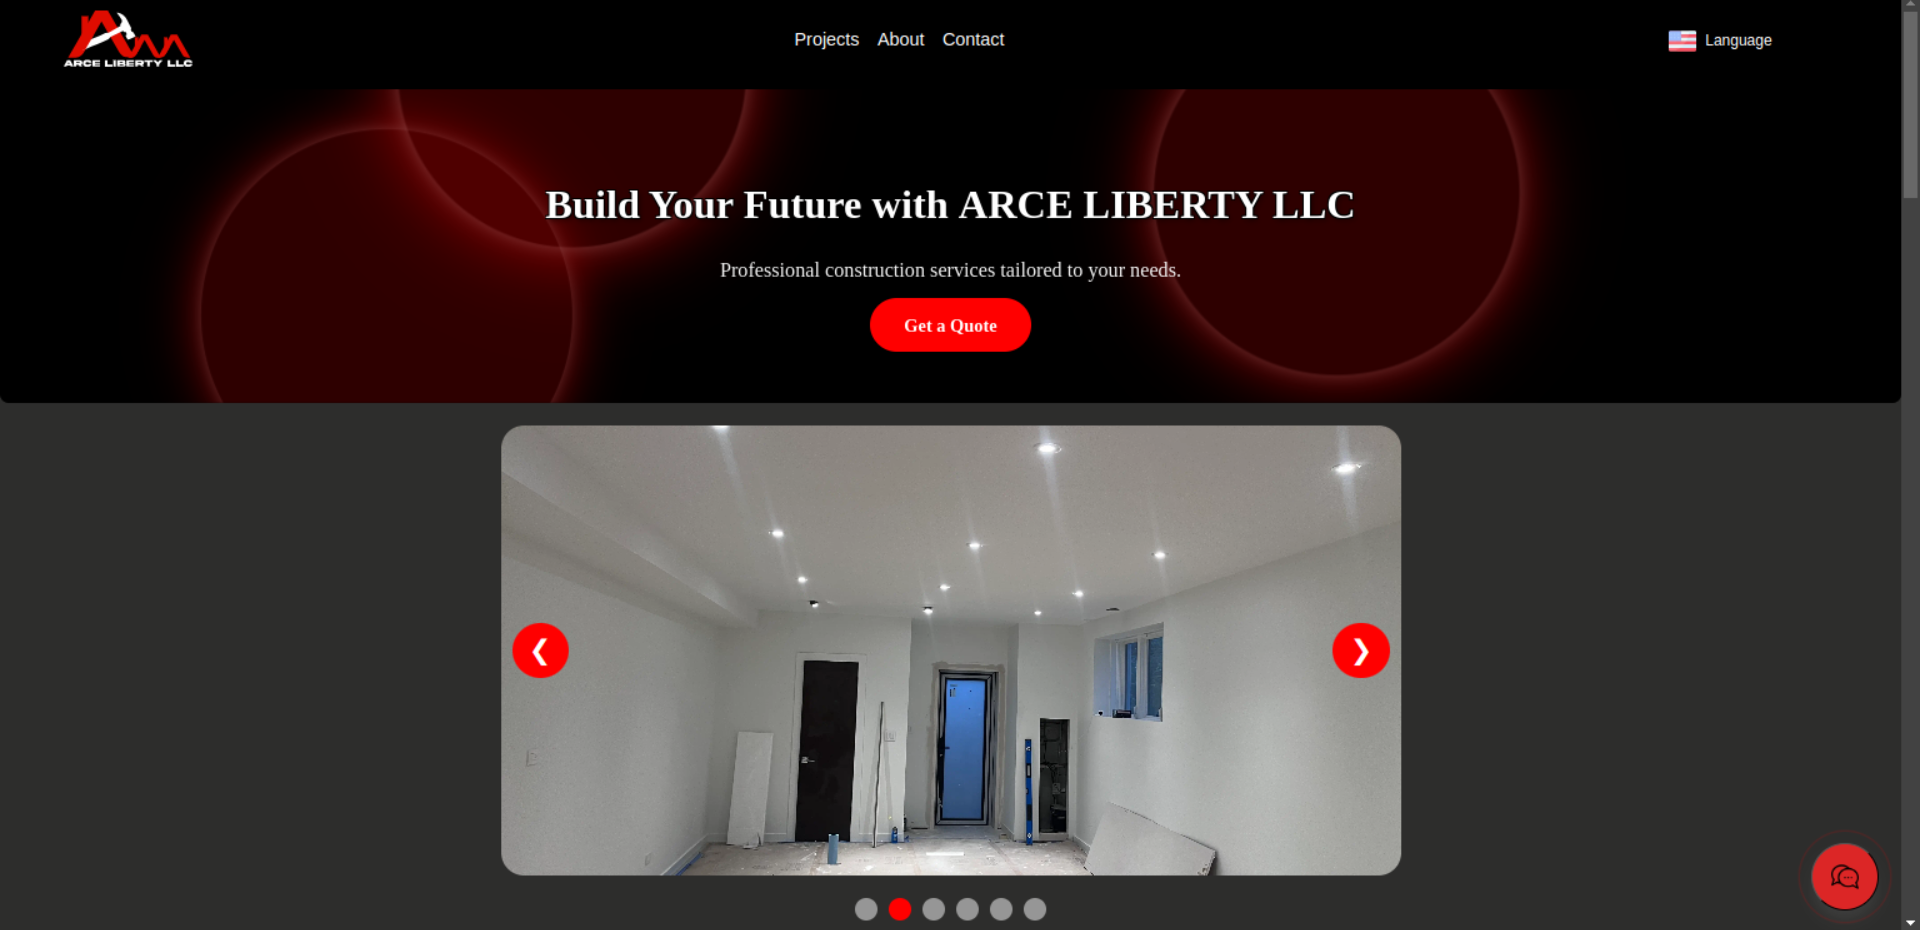 ARCE LIBERTY LLC
Projects About Contact
Language
Build Your Future with ARCE LIBERTY LLC
Professional construction services tailored to your needs.
Get a Quote